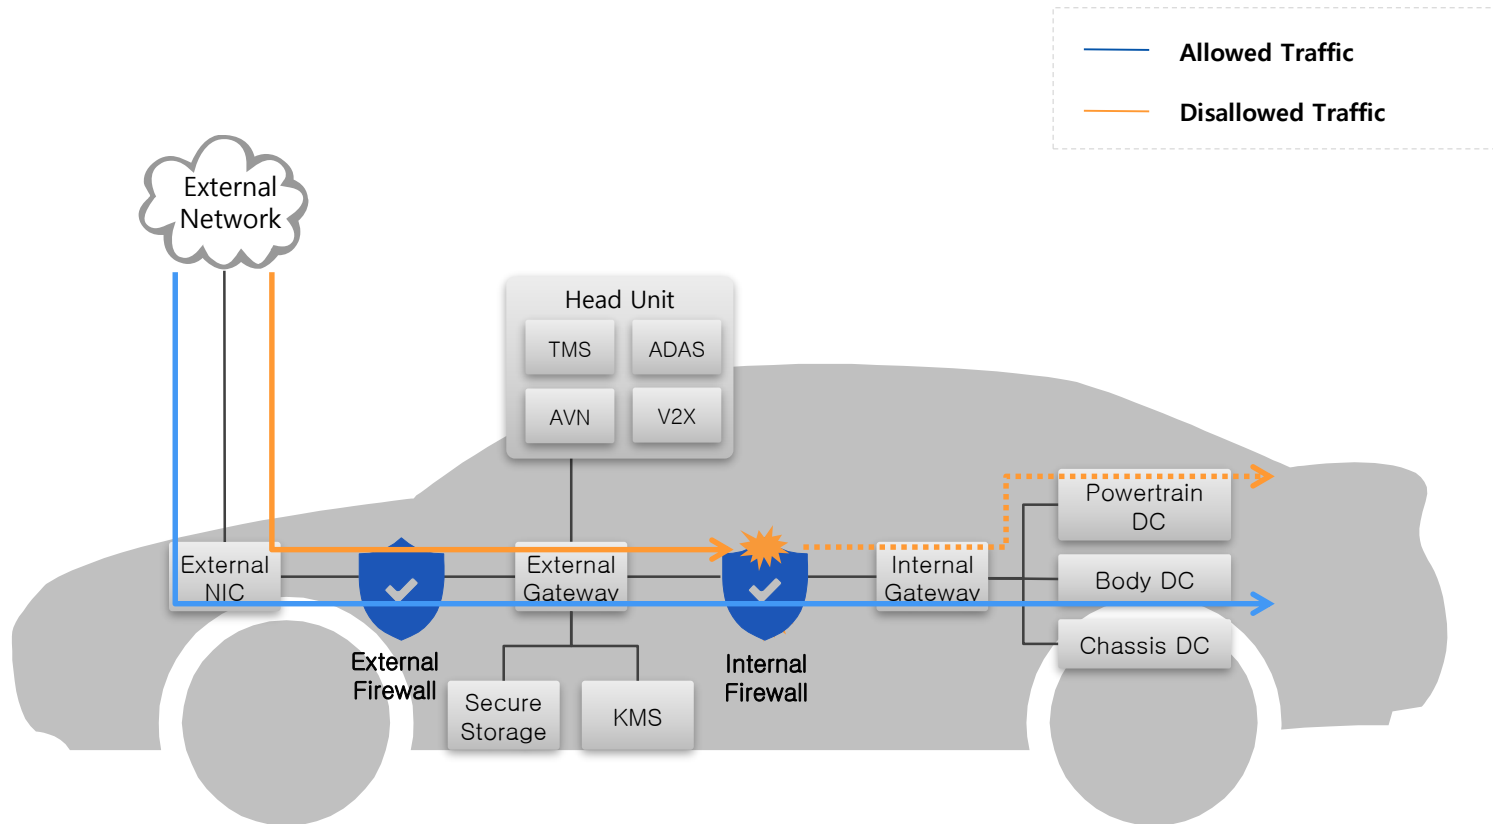 Allowed Traffic
Disallowed Traffic
External
Network
Head Unit
TMS
ADAS
AVN
V2X
External
NIC
External
Firewall
External
Gateway
Secure
Storage
KMS
Internal
Firewall
Internal
Gateway
Powertrain
DC
Body DC
Chassis DC